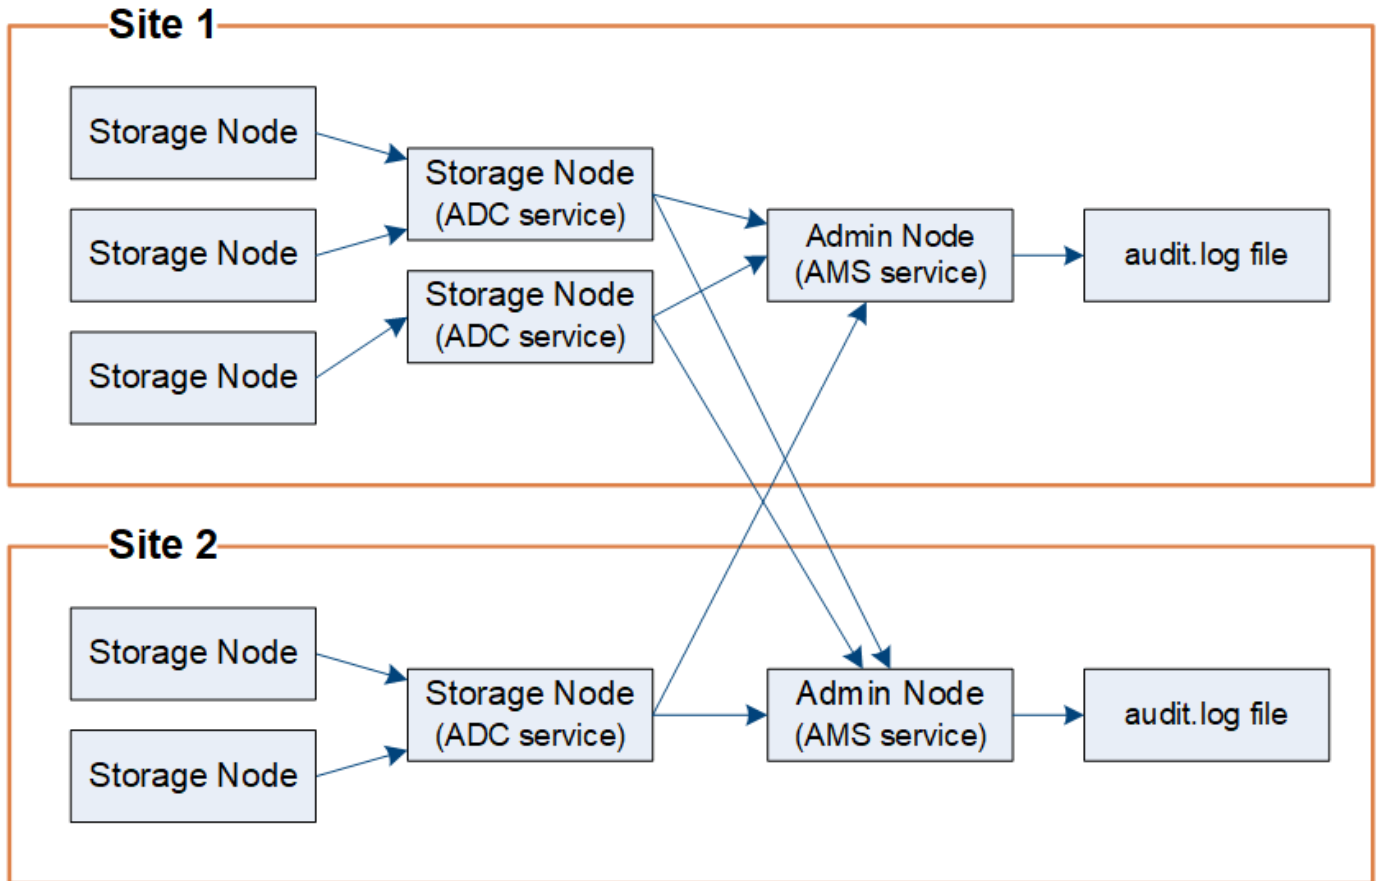 Site 1
Storage Node
Storage Node
Storage Node
Storage Node
(ADC service)
Storage Node
(ADC service)
Admin Node
(AMS service)
audit.log file
Site 2
Storage Node
Storage Node
Storage Node
(ADC service)
Admin Node
(AMS service)
audit.log file